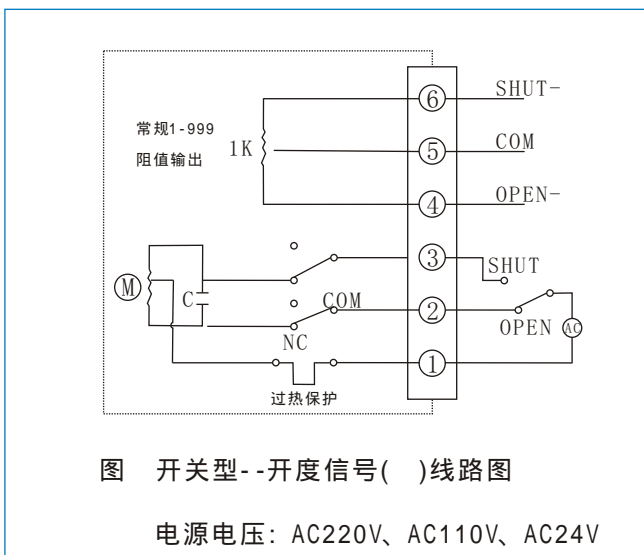 ⑥ SHUT-
常规1-999
阻值输出
1K
⑤ COM
④ OPEN-
③ SHUT
M C COM ② OPEN AC
NC
①
过热保护
图 开关型--开度信号( )线路图
电源电压: AC220V、AC110V、AC24V